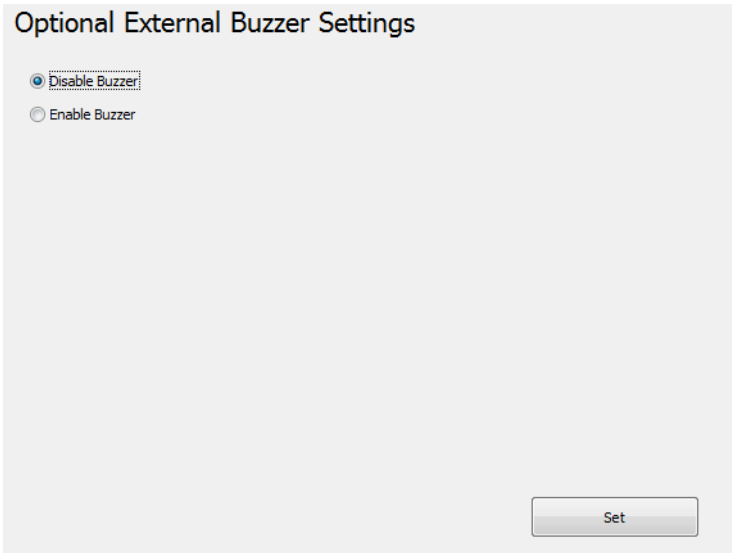 Optional External Buzzer Settings
Disable Buzzer
Enable Buzzer
Set